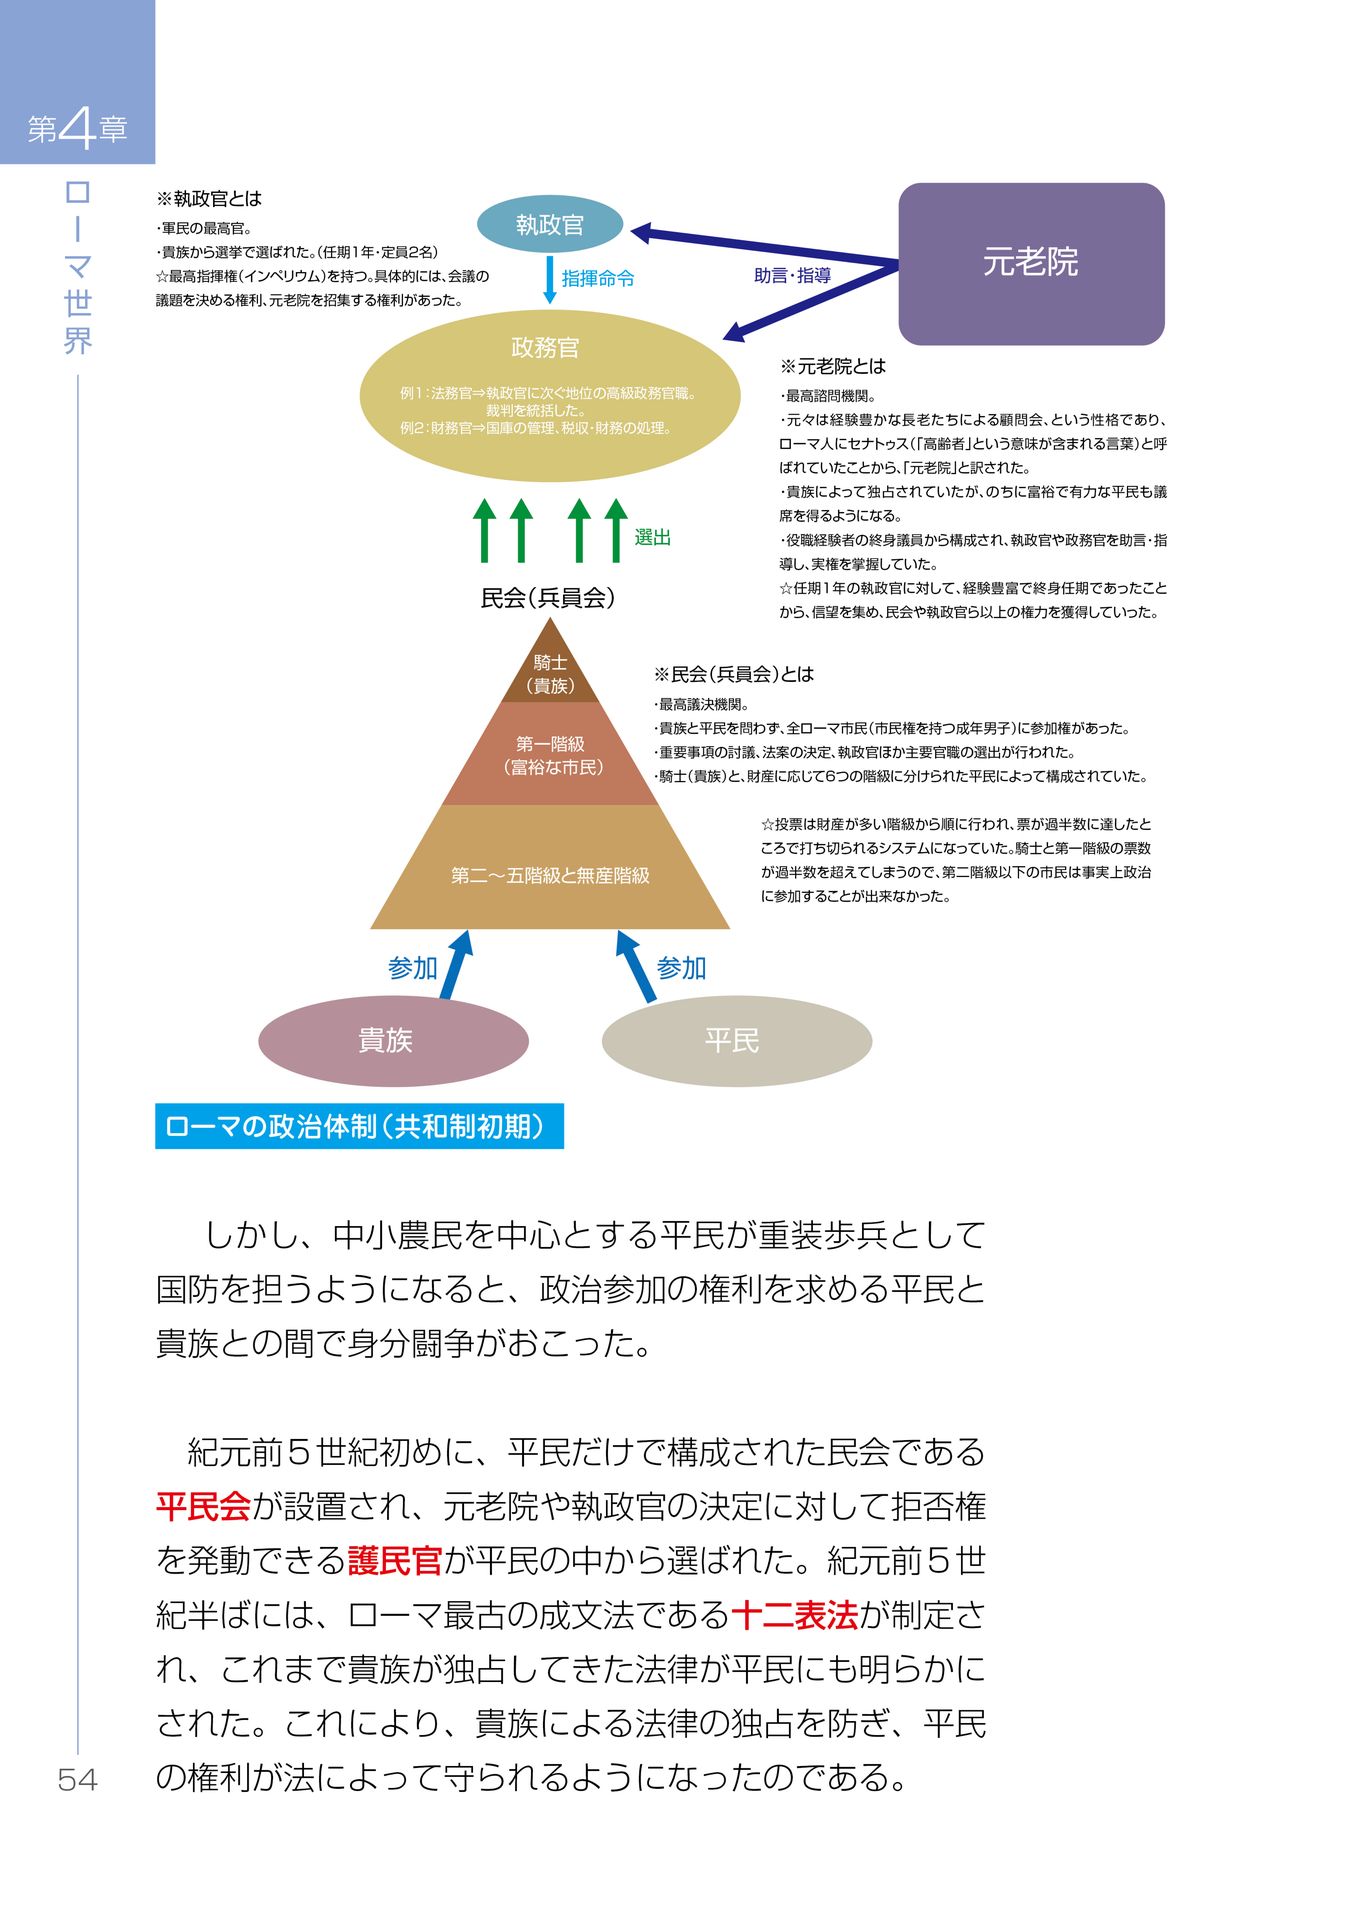 第4章
ローマ世界
※執政官とは
・軍民の最高官。
・貴族から選挙で選ばれた。(任期1年・定員2名)
☆最高指揮権(インペリウム)を持つ。具体的には、会議の
議題を決める権利、元老院を招集する権利があった。
執政官
指揮命令
助言・指導
元老院
政務官
例1:法務官⇒執政官に次ぐ地位の高級政務官職。
裁判を統括した。
例2:財務官⇒国庫の管理、税収・財務の処理。
※元老院とは
・最高諮問機関。
・元々は経験豊かな長老たちによる顧問会、という性格であり、
ローマ人にセナトゥス(「高齢者」という意味が含まれる言葉)と呼
ばれていたことから、「元老院」と訳された。
・貴族によって独占されていたが、のちに富裕で有力な平民も議
席を得るようになる。
・役職経験者の終身議員から構成され、執政官や政務官を助言・指
導し、実権を掌握していた。
☆任期1年の執政官に対して、経験豊富で終身任期であったこと
から、信望を集め、民会や執政官ら以上の権力を獲得していった。
選出
民会(兵員会)
騎士
(貴族)
第一階級
(富裕な市民)
第二〜五階級と無産階級
※民会(兵員会)とは
・最高議決機関。
・貴族と平民を問わず、全ローマ市民(市民権を持つ成年男子)に参加権があった。
・重要事項の討議、法案の決定、執政官ほか主要官職の選出が行われた。
・騎士(貴族)と、財産に応じて6つの階級に分けられた平民によって構成されていた。
☆投票は財産が多い階級から順に行われ、票が過半数に達したと
ころで打ち切られるシステムになっていた。騎士と第一階級の票数
が過半数を超えてしまうので、第二階級以下の市民は事実上政治
に参加することが出来なかった。
参加
参加
貴族
平民
ローマの政治体制(共和制初期)
しかし、中小農民を中心とする平民が重装歩兵として
国防を担うようになると、政治参加の権利を求める平民と
貴族との間で身分闘争がおこった。
紀元前5世紀初めに、平民だけで構成された民会である
平民会が設置され、元老院や執政官の決定に対して拒否権
を発動できる護民官が平民の中から選ばれた。紀元前5世
紀半ばには、ローマ最古の成文法である十二表法が制定さ
れ、これまで貴族が独占してきた法律が平民にも明らかに
された。これにより、貴族による法律の独占を防ぎ、平民
の権利が法によって守られるようになったのである。
54